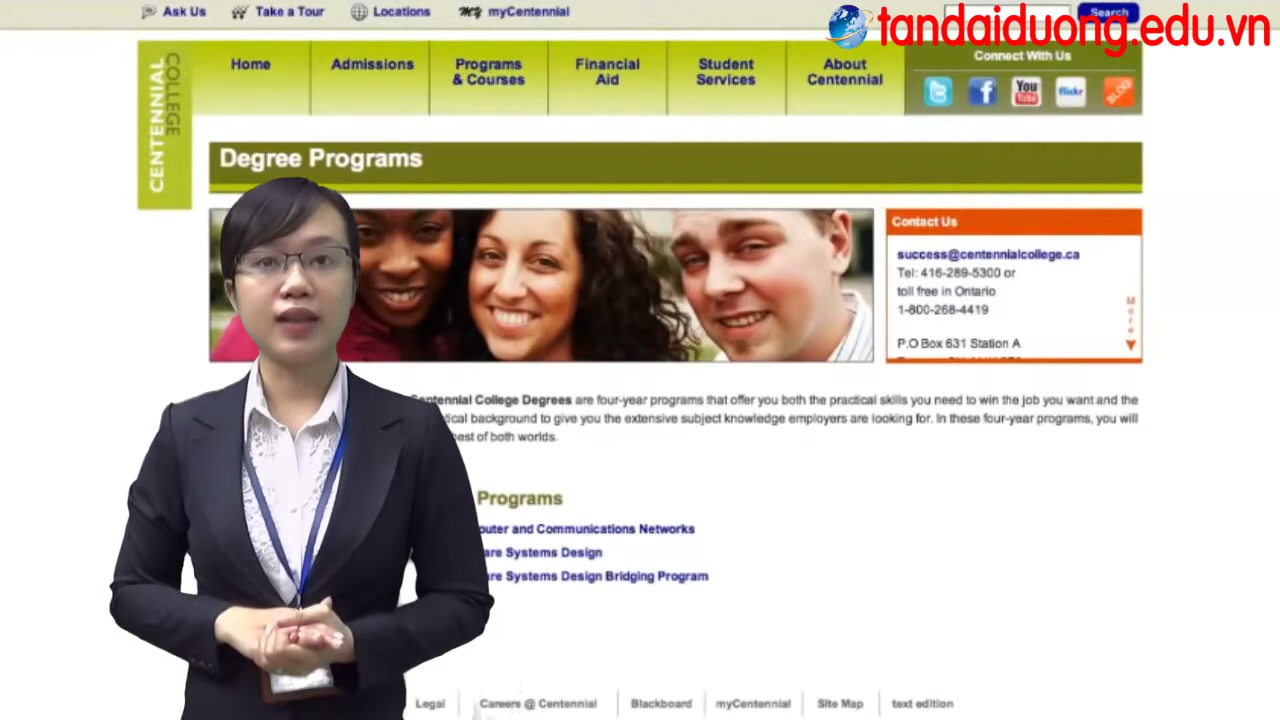 Ask Us
Take a Tour
Locations
my myCentennial
Search
tandaiduong.edu.vn
CENTENNIAL
COLLEGE
Home
Admissions
Programs
& Courses
Financial
Aid
Student
Services
About
Centennial
Connect With Us
You
Tube
flickr
BLOG
Degree Programs
Contact Us
success@centennialcollege.ca
Tel: 416-289-5300 or
toll free in Ontario
1-800-268-4419
P.O Box 631 Station A
More
Centennial College Degrees are four-year programs that offer you both the practical skills you need to win the job you want and the
background to give you the extensive subject knowledge employers are looking for. In these four-year programs, you will
best of both worlds.
Programs
and Communications Networks
Systems Design
Systems Design Bridging Program
Legal
Careers @ Centennial
Blackboard
myCentennial
Site Map
text edition